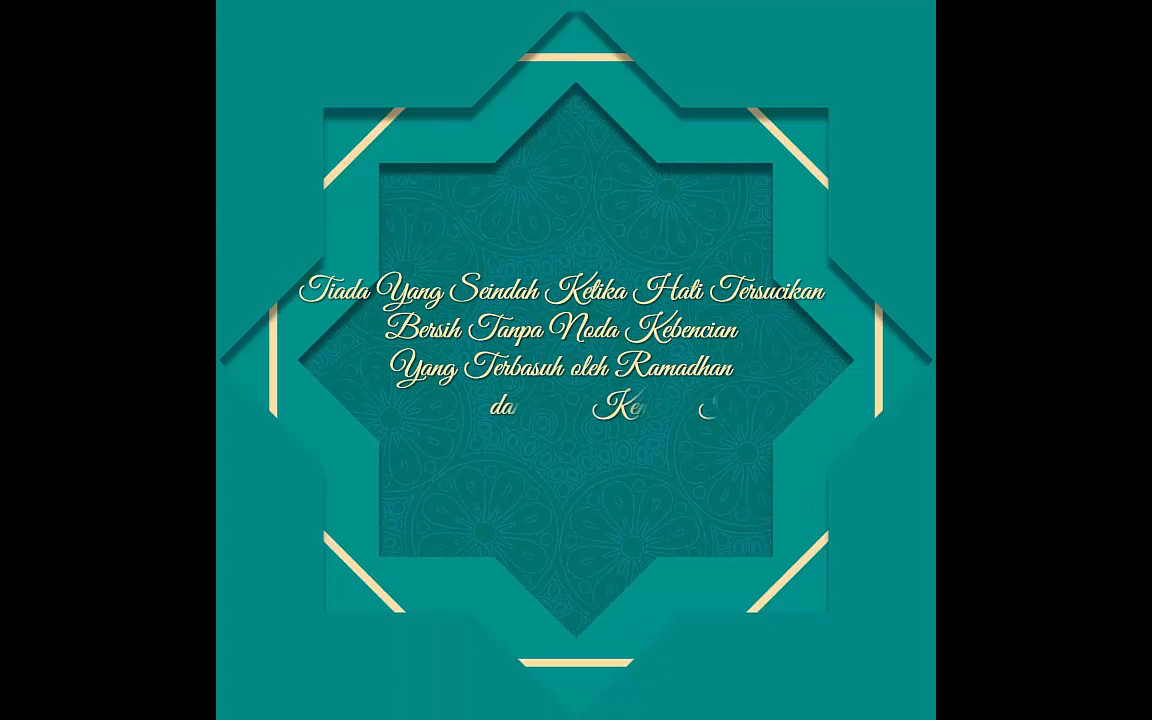 Tiada Yang Seindah Ketika Hati Tersucikan
Bersih Tanpa Noda Kebencian
Yang Terbasuh oleh Ramadhan